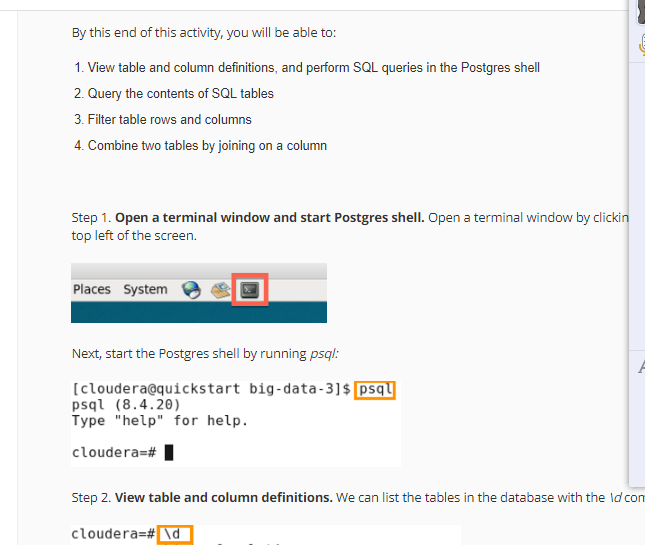 By this end of this activity, you will be able to:
1. View table and column definitions, and perform SQL queries in the Postgres shell
2. Query the contents of SQL tables
3. Filter table rows and columns
4. Combine two tables by joining on a column
Step 1. Open a terminal window and start Postgres shell. Open a terminal window by clickin
top left of the screen.
Places System
Next, start the Postgres shell by running psql:
[cloudera@quickstart big-data-3]$ psql
psql (8.4.20)
Type "help" for help.
cloudera=#
Step 2. View table and column definitions. We can list the tables in the database with the \d com
cloudera=# \d